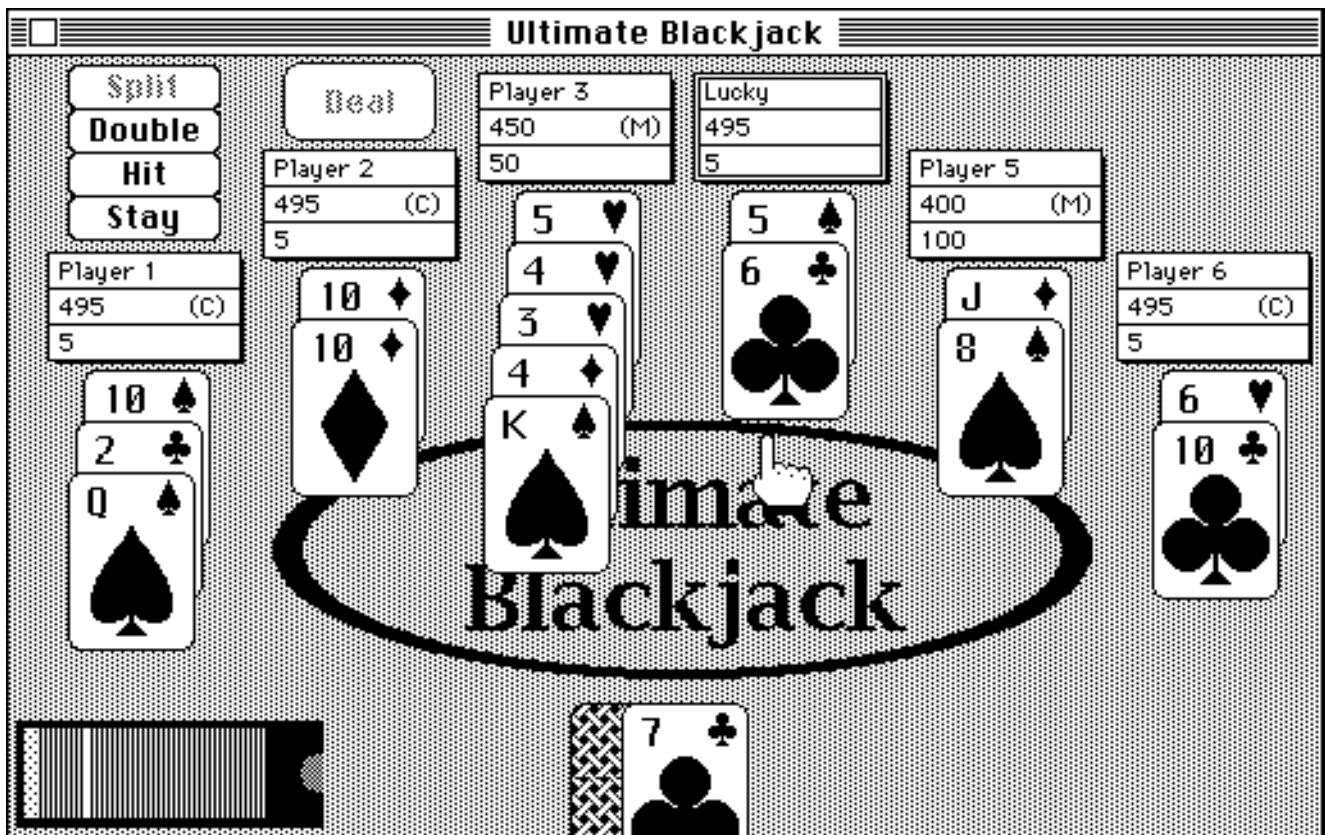 Ultimate Blackjack
Split
Double
Hit
Stay
Deal
Player 1
495 (C)
5
10
2
Q
Player 2
495 (C)
5
10
10
Player 3
450 (M)
50
5
4
3
4
K
Lucky
495
5
5
6
Player 5
400 (M)
100
J
8
Player 6
495 (C)
5
6
10
imate
Blackjack
7